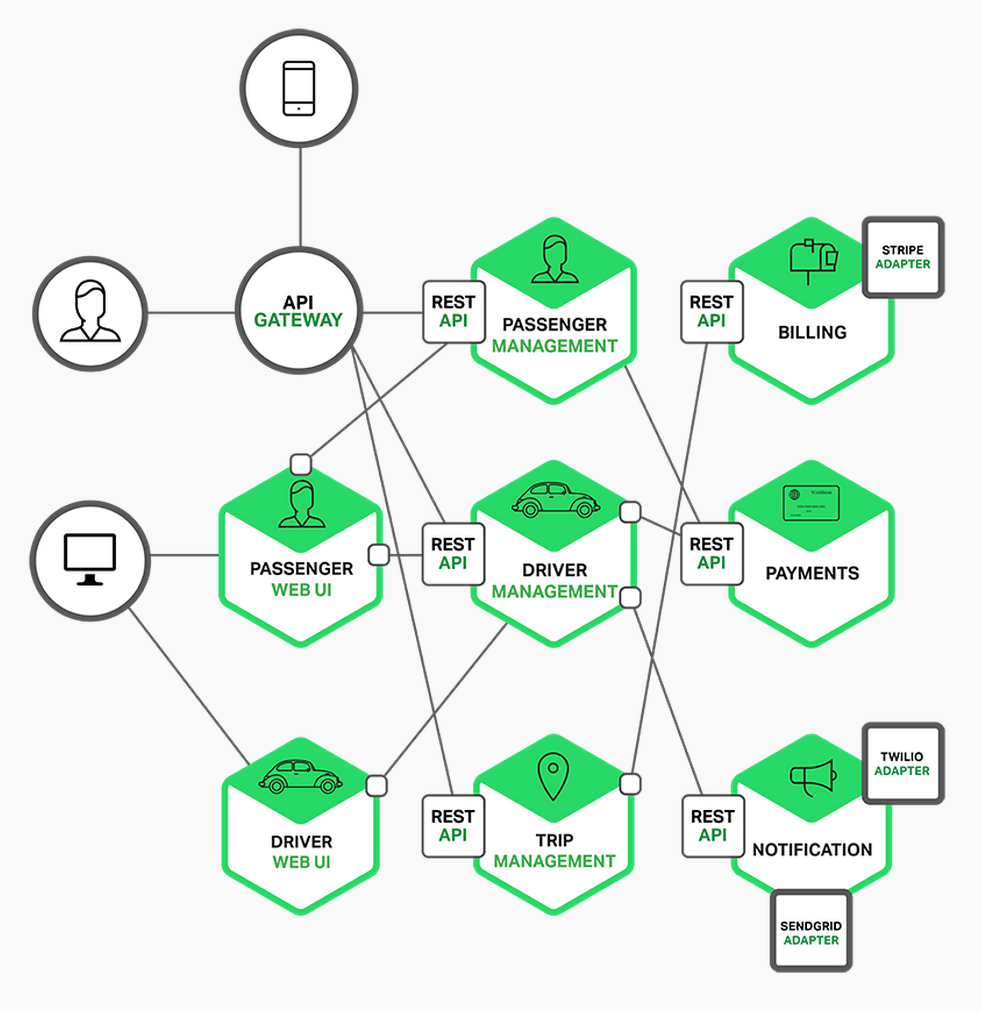 API
GATEWAY
REST
API
PASSENGER
MANAGEMENT
REST
API
BILLING
STRIPE
ADAPTER
PASSENGER
WEB UI
REST
API
DRIVER
MANAGEMENT
REST
API
PAYMENTS
DRIVER
WEB UI
REST
API
TRIP
MANAGEMENT
REST
API
NOTIFICATION
TWILIO
ADAPTER
SENDGRID
ADAPTER